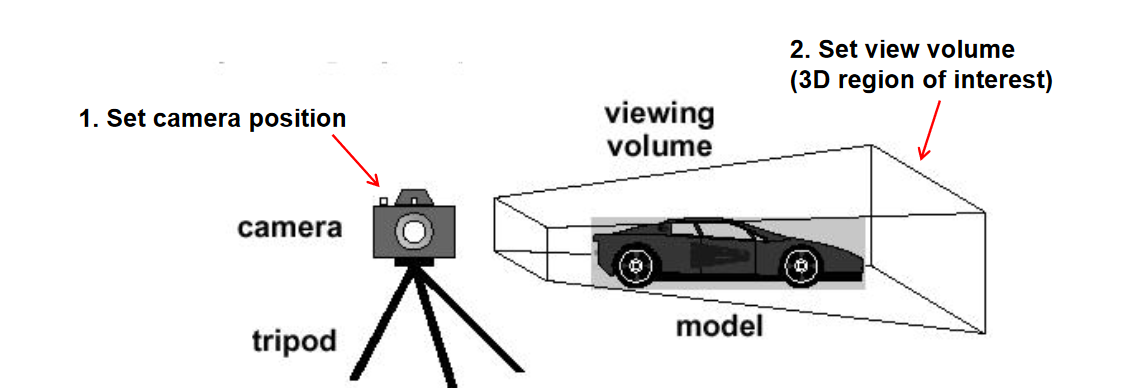 2. Set view volume
(3D region of interest)
1. Set camera position
viewing
volume
camera
model
tripod